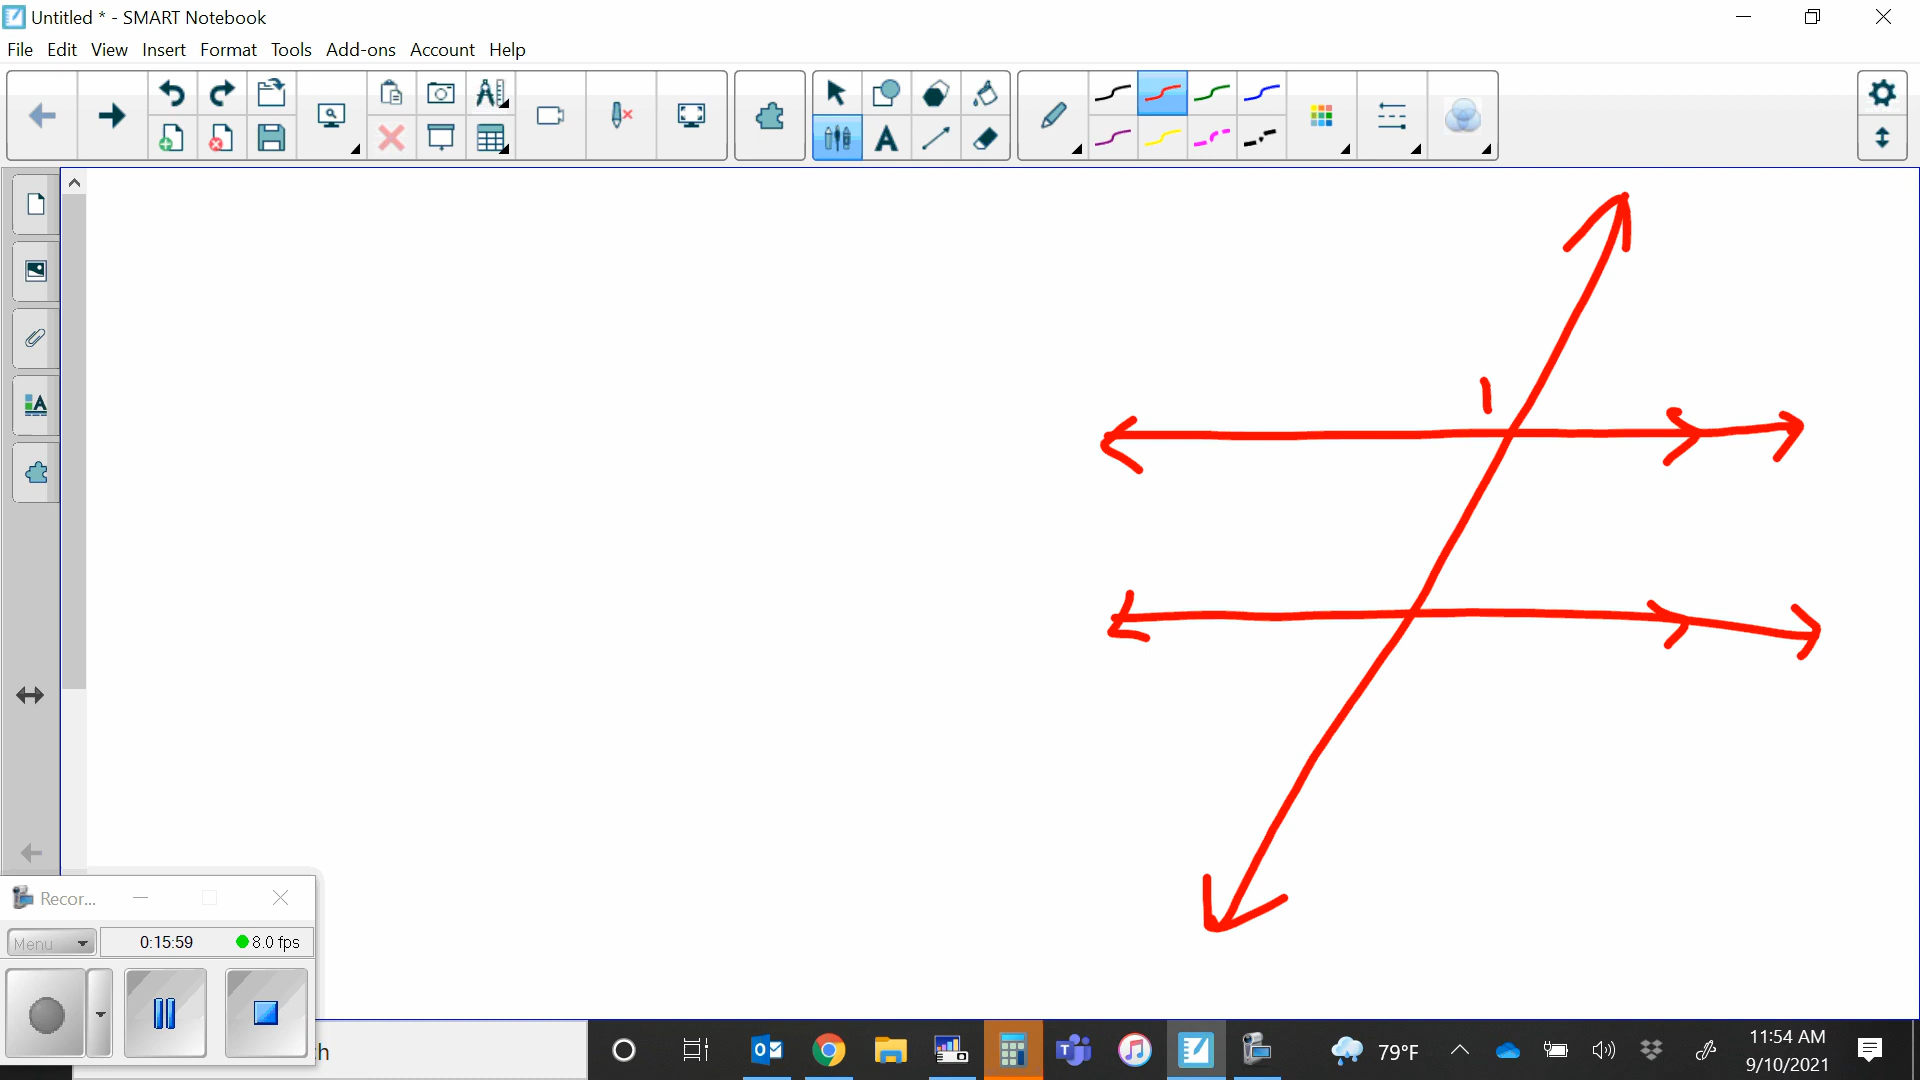 Untitled * - SMART Notebook
File Edit View Insert Format Tools Add-ons Account Help
1
Recor...
Menu 0:15:59 8.0 fps
h
79°F
11:54 AM
9/10/2021